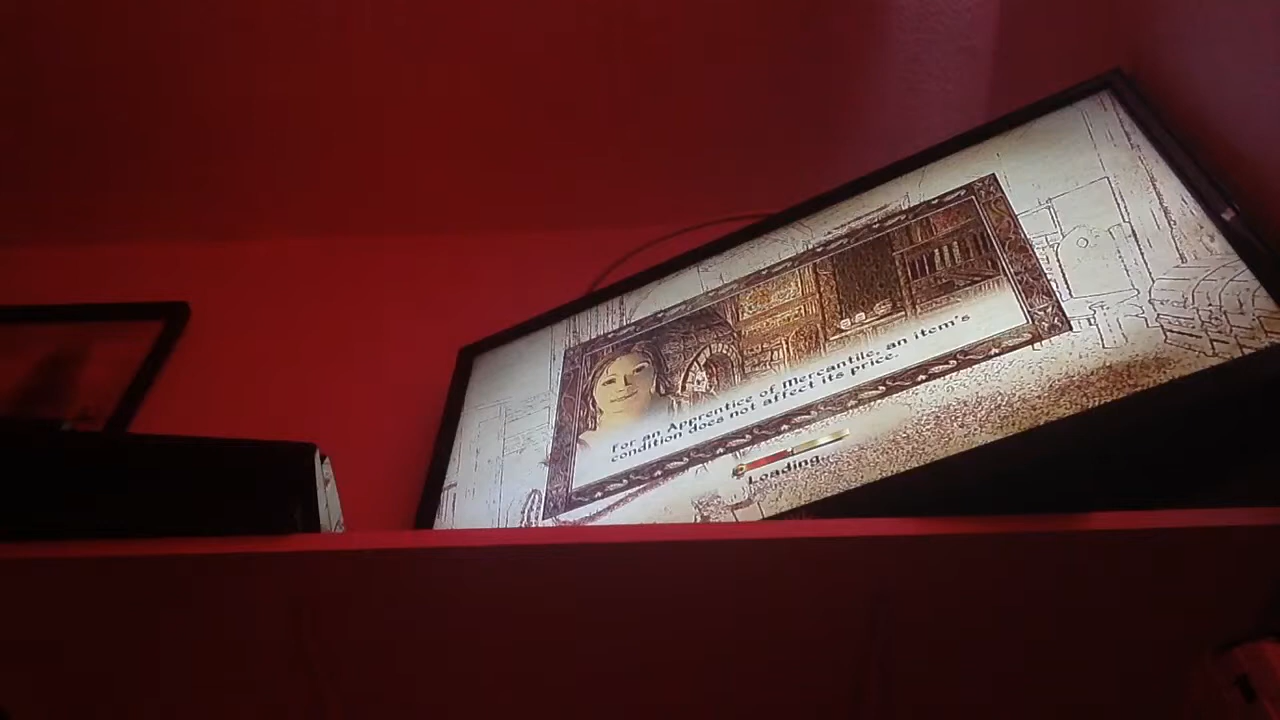 For an Apprentice of Mercantile, an item's
condition does not affect its price.
Loading...